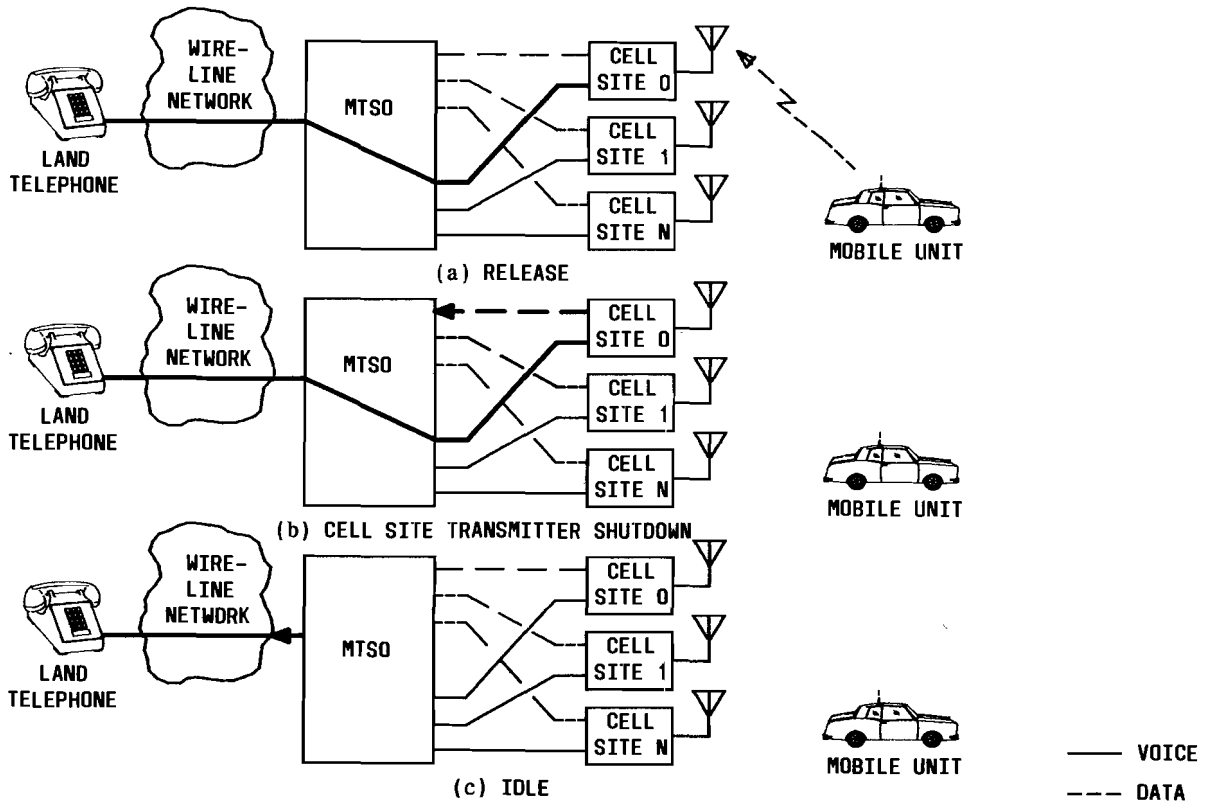 WIRE-
LINE
NETWORK
MTSO
CELL
SITE 0
CELL
SITE 1
CELL
SITE N
LAND
TELEPHONE
MOBILE UNIT
(a) RELEASE
WIRE-
LINE
NETWORK
MTSO
CELL
SITE 0
CELL
SITE 1
CELL
SITE N
LAND
TELEPHONE
MOBILE UNIT
(b) CELL SITE TRANSMITTER SHUTDOWN
WIRE-
LINE
NETWORK
MTSO
CELL
SITE 0
CELL
SITE 1
CELL
SITE N
LAND
TELEPHONE
MOBILE UNIT
(c) IDLE
VOICE
DATA